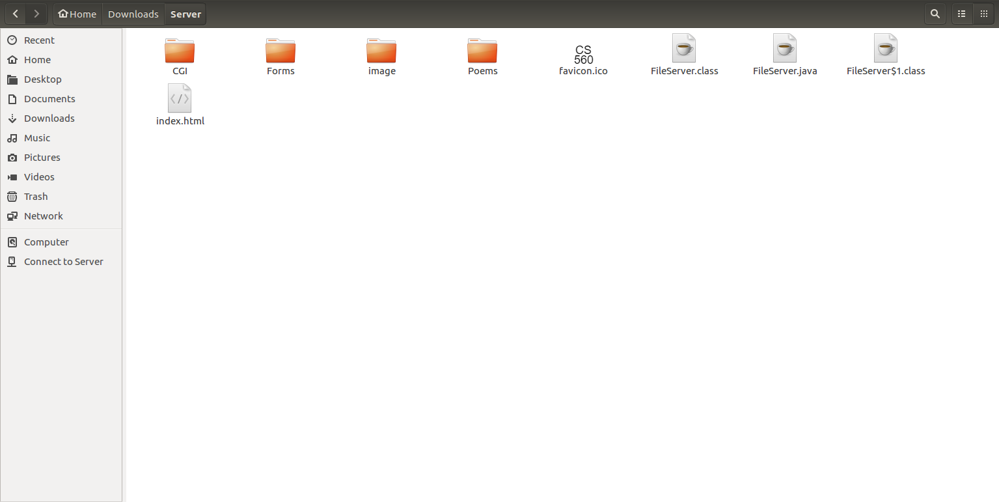 Home Downloads Server
Recent
Home
Desktop
Documents
Downloads
Music
Pictures
Videos
Trash
Network
Computer
Connect to Server
CS
560
CGI Forms image Poems favicon.ico FileServer.class FileServer.java FileServer$1.class
</>
index.html